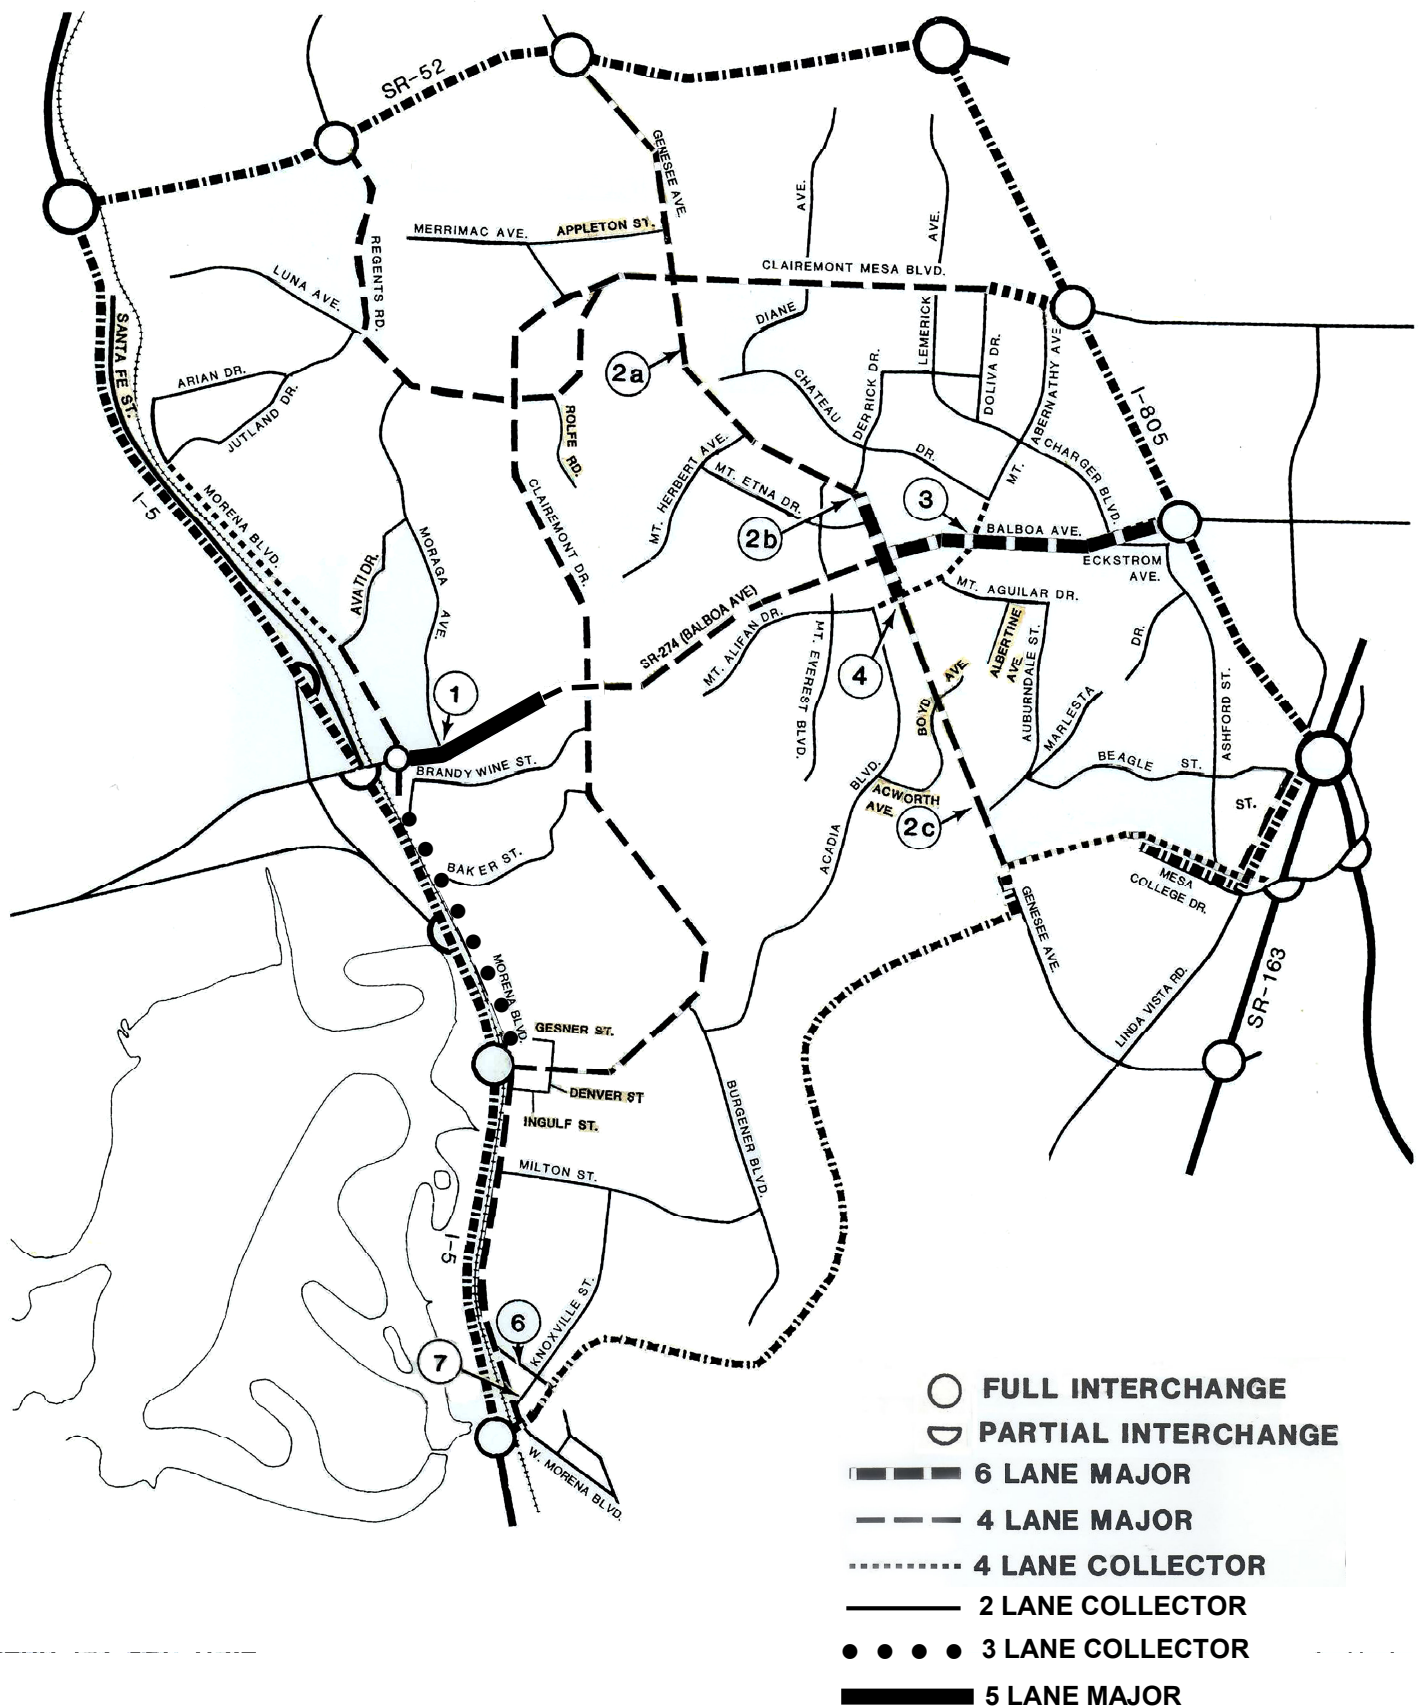 SR-52
GENESEE AVE.
MERRIMAC AVE.
APPLETON ST.
REGENTS RD.
LUNA AVE.
CLAIREMONT MESA BLVD.
AVE.
AVE.
DIANE
LEMERICK
SANTA FE ST.
ARIAN DR.
JUTLAND DR.
2a
CHATEAU
DERRICK DR.
DOLIVA DR.
ABERNATHY AVE
MT.
I-805
ROLFE RD.
DR.
CHARGER BLVD.
MT. HERBERT AVE.
MT. ETNA DR.
I-5
MORENA BLVD.
CLAIREMONT DR.
2b
3
BALBOA AVE.
ECKSTROM
AVE.
MORAGA
AVE.
AVATI DR.
SR-274 (BALBOA AVE)
MT. ALIFAN DR.
MT. EVEREST BLVD.
MT. AGUILAR DR.
ALBERTINE
AVE.
AUBURNDALE ST.
DR.
MARLESTA
ASHFORD ST.
BOYD
AVE
4
1
BRANDYWINE ST.
BEAGLE ST.
ST.
BLVD.
ACADIA
ACWORTH
AVE.
2c
BAKER ST.
MESA
COLLEGE DR.
GENESEE AVE.
MORENA BLVD.
LINDA VISTA RD.
SR-163
GESNER ST.
DENVER ST
INGULF ST.
BURGENER BLVD.
MILTON ST.
I-5
KNOXVILLE ST.
6
7
W. MORENA BLVD.
FULL INTERCHANGE
PARTIAL INTERCHANGE
6 LANE MAJOR
4 LANE MAJOR
4 LANE COLLECTOR
2 LANE COLLECTOR
3 LANE COLLECTOR
5 LANE MAJOR